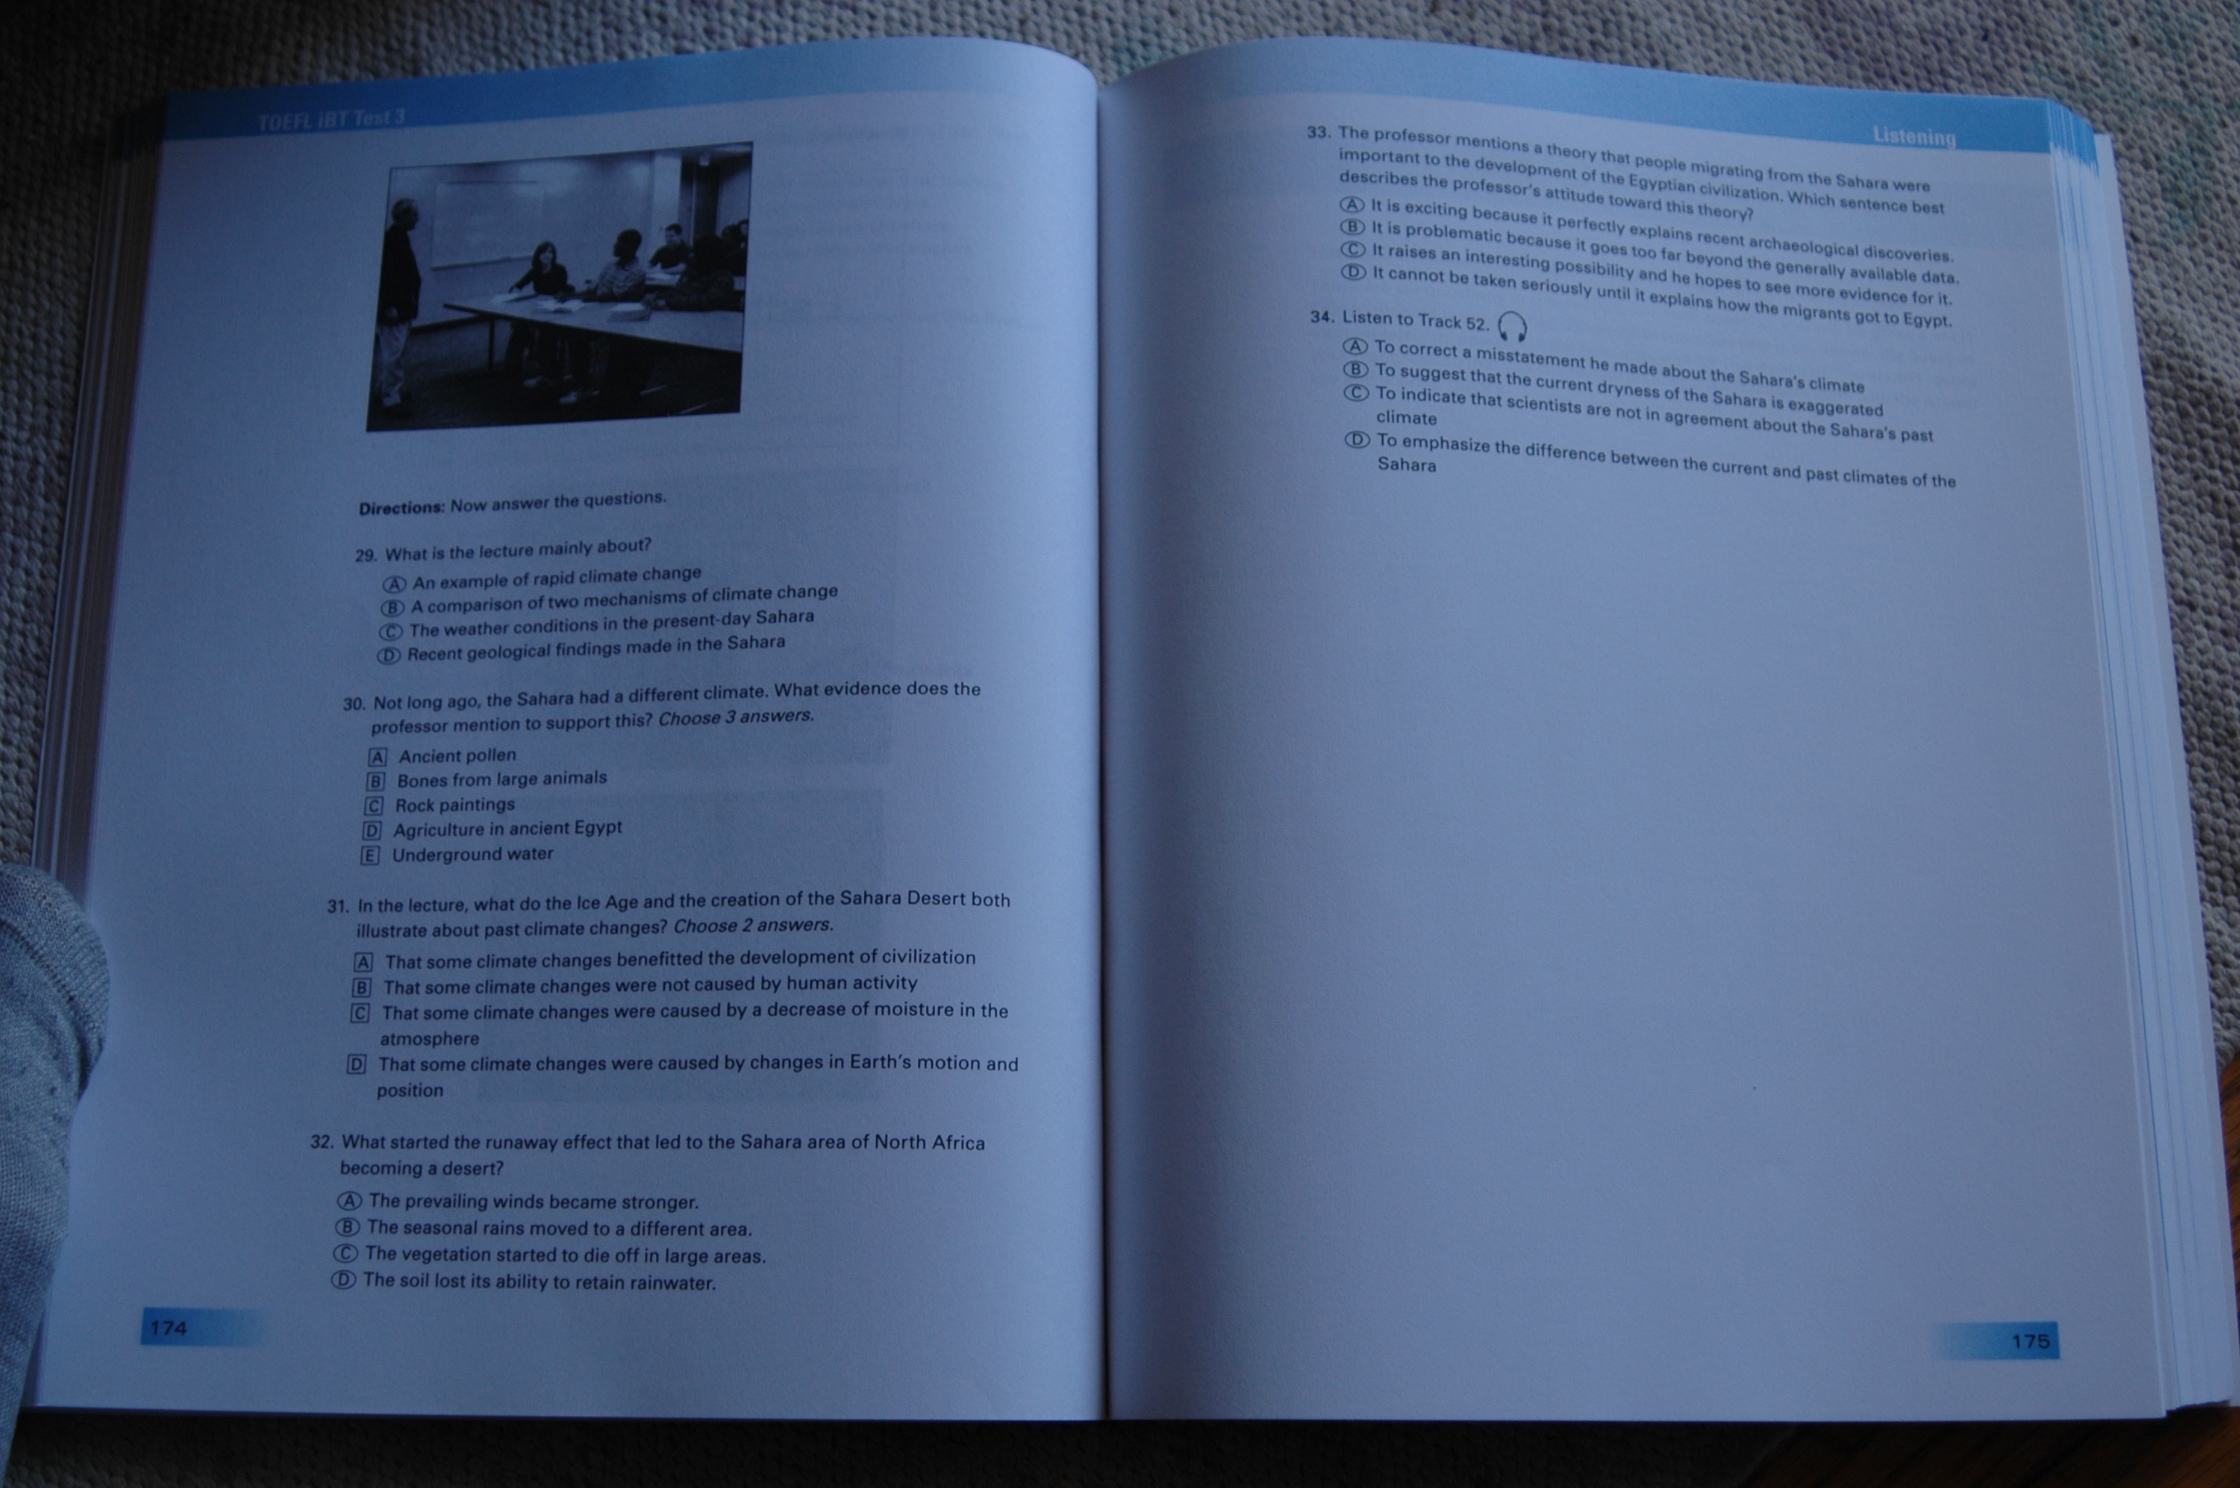 TOEFL iBT Test 3
Directions: Now answer the questions.
29. What is the lecture mainly about?
A An example of rapid climate change
B A comparison of two mechanisms of climate change
C The weather conditions in the present-day Sahara
D Recent geological findings made in the Sahara
30. Not long ago, the Sahara had a different climate. What evidence does the
professor mention to support this? Choose 3 answers.
A Ancient pollen
B Bones from large animals
C Rock paintings
D Agriculture in ancient Egypt
E Underground water
31. In the lecture, what do the Ice Age and the creation of the Sahara Desert both
illustrate about past climate changes? Choose 2 answers.
A That some climate changes benefitted the development of civilization
B That some climate changes were not caused by human activity
C That some climate changes were caused by a decrease of moisture in the
atmosphere
D That some climate changes were caused by changes in Earth's motion and
position
32. What started the runaway effect that led to the Sahara area of North Africa
becoming a desert?
A The prevailing winds became stronger.
B The seasonal rains moved to a different area.
C The vegetation started to die off in large areas.
D The soil lost its ability to retain rainwater.
174
Listening
33. The professor mentions a theory that people migrating from the Sahara were
important to the development of the Egyptian civilization. Which sentence best
describes the professor's attitude toward this theory?
A It is exciting because it perfectly explains recent archaeological discoveries.
B It is problematic because it goes too far beyond the generally available data.
C It raises an interesting possibility and he hopes to see more evidence for it.
D It cannot be taken seriously until it explains how the migrants got to Egypt.
34. Listen to Track 52.
A To correct a misstatement he made about the Sahara's climate
B To suggest that the current dryness of the Sahara is exaggerated
C To indicate that scientists are not in agreement about the Sahara's past
climate
D To emphasize the difference between the current and past climates of the
Sahara
175